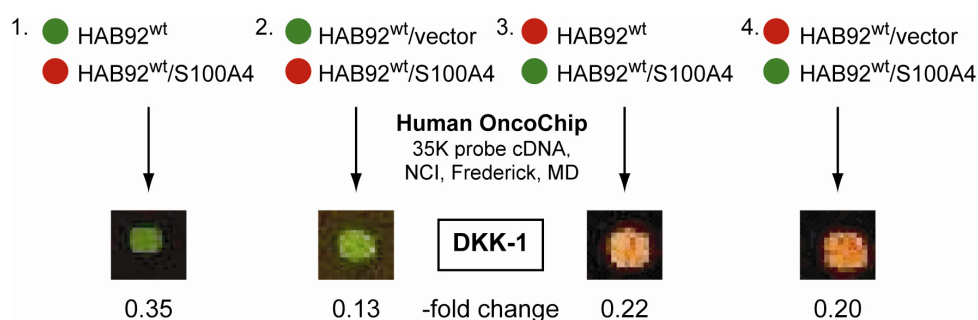 1. HAB92wt 2. HAB92wt/vector 3. HAB92wt 4. HAB92wt/vector
HAB92wt/S100A4 HAB92wt/S100A4 HAB92wt/S100A4 HAB92wt/S100A4
Human OncoChip
35K probe cDNA,
NCI, Frederick, MD
DKK-1
0.35 0.13 -fold change 0.22 0.20